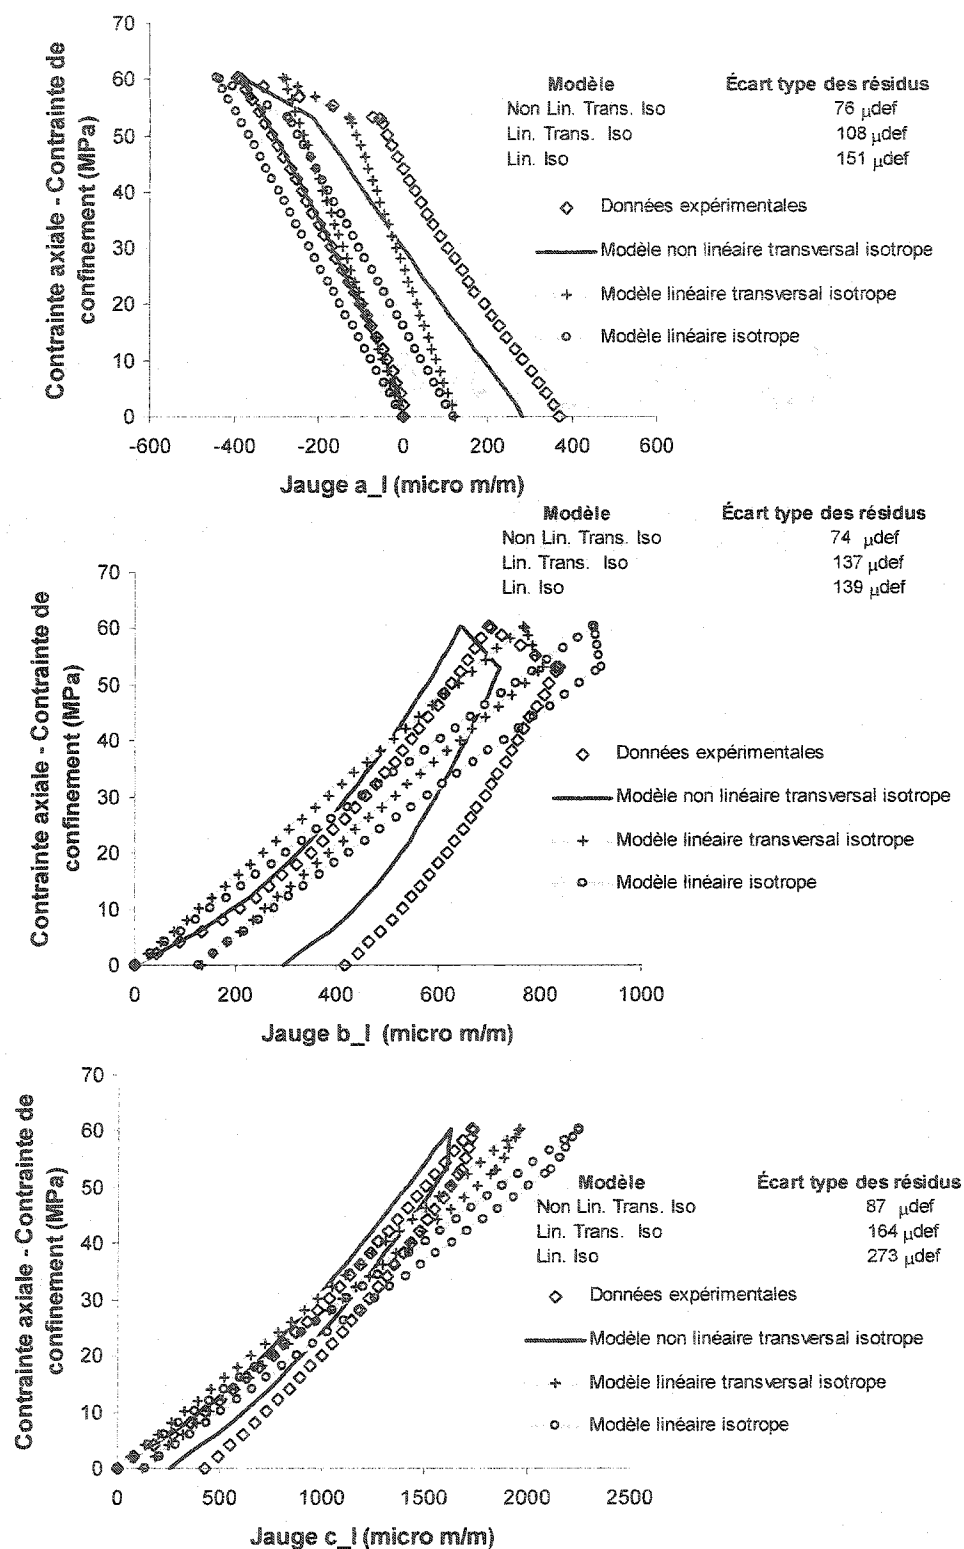 Contrainte axiale - Contrainte de
confinement (MPa)
70
60
50
40
30
20
10
0
-600
-400
-200
0
200
400
600
Jauge a_l (micro m/m)
Modèle
Écart type des résidus
Non Lin. Trans. Iso
76 μdef
Lin. Trans. Iso
108 μdef
Lin. Iso
151 μdef
Données expérimentales
Modèle non linéaire transversal isotrope
Modèle linéaire transversal isotrope
Modèle linéaire isotrope
Modèle
Écart type des résidus
Non Lin. Trans. Iso
74 μdef
Lin. Trans. Iso
137 μdef
Lin. Iso
139 μdef
Contrainte axiale - Contrainte de
confinement (MPa)
70
60
50
40
30
20
10
0
0
200
400
600
800
1000
Jauge b_l (micro m/m)
Données expérimentales
Modèle non linéaire transversal isotrope
Modèle linéaire transversal isotrope
Modèle linéaire isotrope
Contrainte axiale - Contrainte de
confinement (MPa)
70
60
50
40
30
20
10
0
0
500
1000
1500
2000
2500
Jauge c_l (micro m/m)
Modèle
Écart type des résidus
Non Lin. Trans. Iso
87 μdef
Lin. Trans. Iso
164 μdef
Lin. Iso
273 μdef
Données expérimentales
Modèle non linéaire transversal isotrope
Modèle linéaire transversal isotrope
Modèle linéaire isotrope